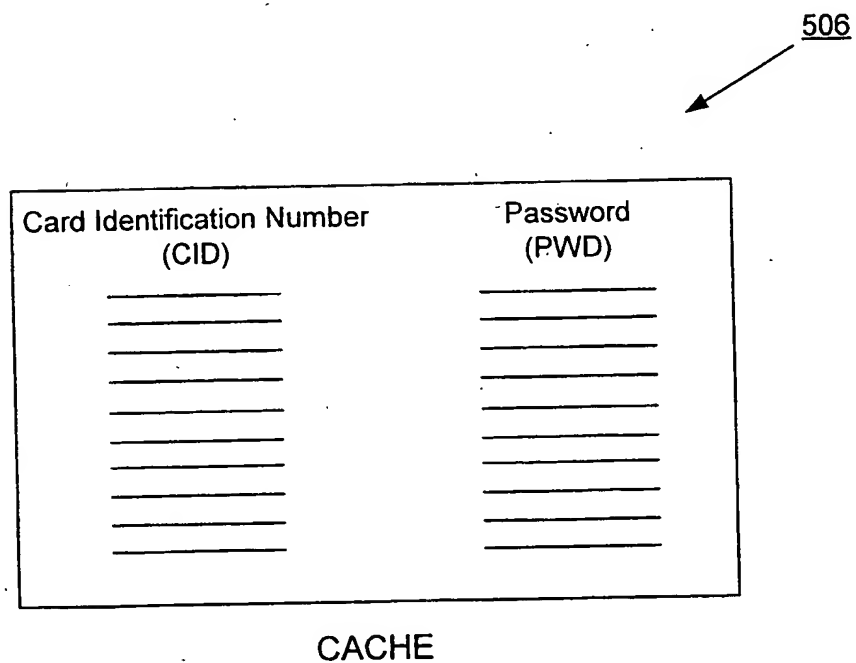 506
Card Identification Number
(CID)
Password
(PWD)
CACHE